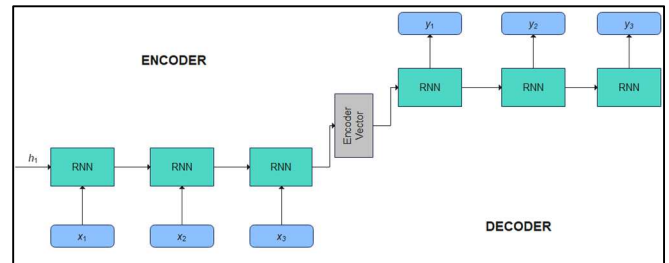 y1 y2 y3
ENCODER
RNN RNN RNN
Encoder
Vector
h1
RNN RNN RNN
x1 x2 x3
DECODER